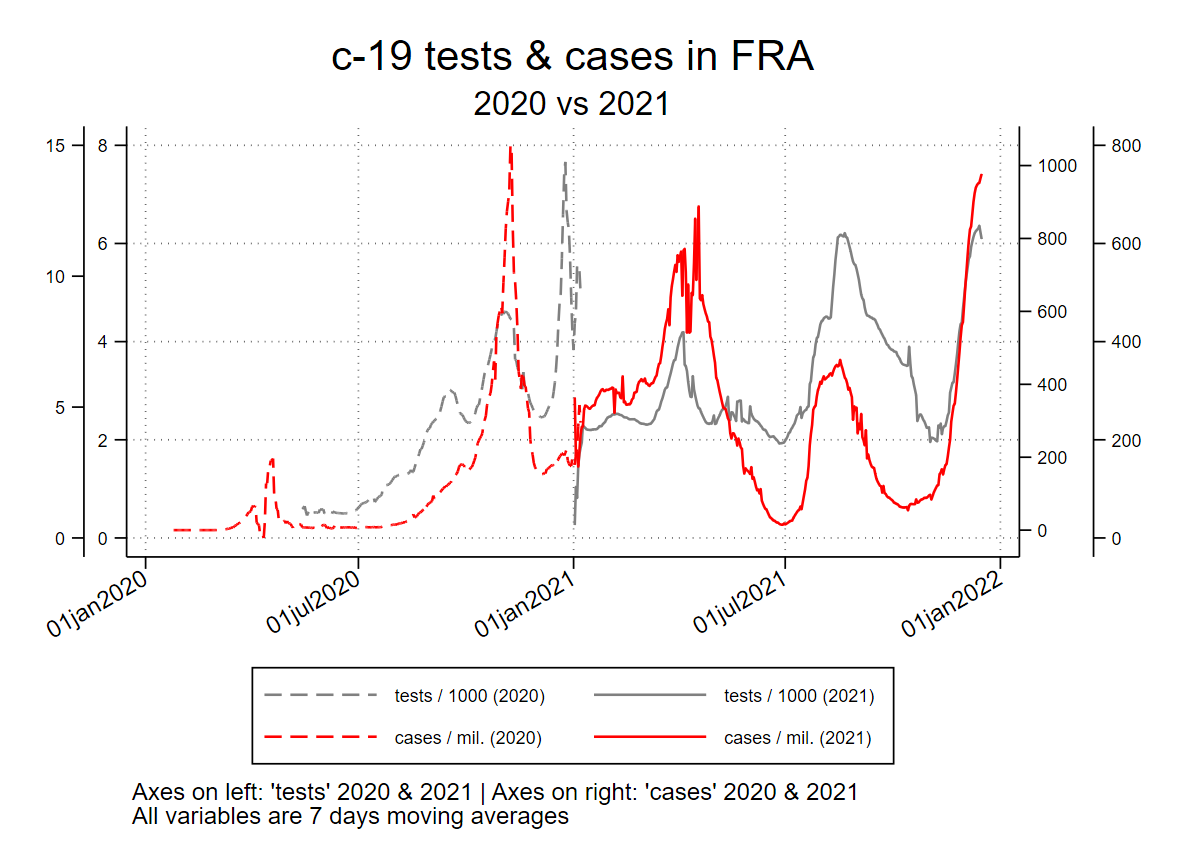 c-19 tests & cases in FRA
2020 vs 2021
15
10
5
0
8
6
4
2
0
1000
800
600
400
200
0
800
600
400
200
0
01jan2020
01jul2020
01jan2021
01jul2021
01jan2022
tests / 1000 (2020)
tests / 1000 (2021)
cases / mil. (2020)
cases / mil. (2021)
Axes on left: 'tests' 2020 & 2021 | Axes on right: 'cases' 2020 & 2021
All variables are 7 days moving averages